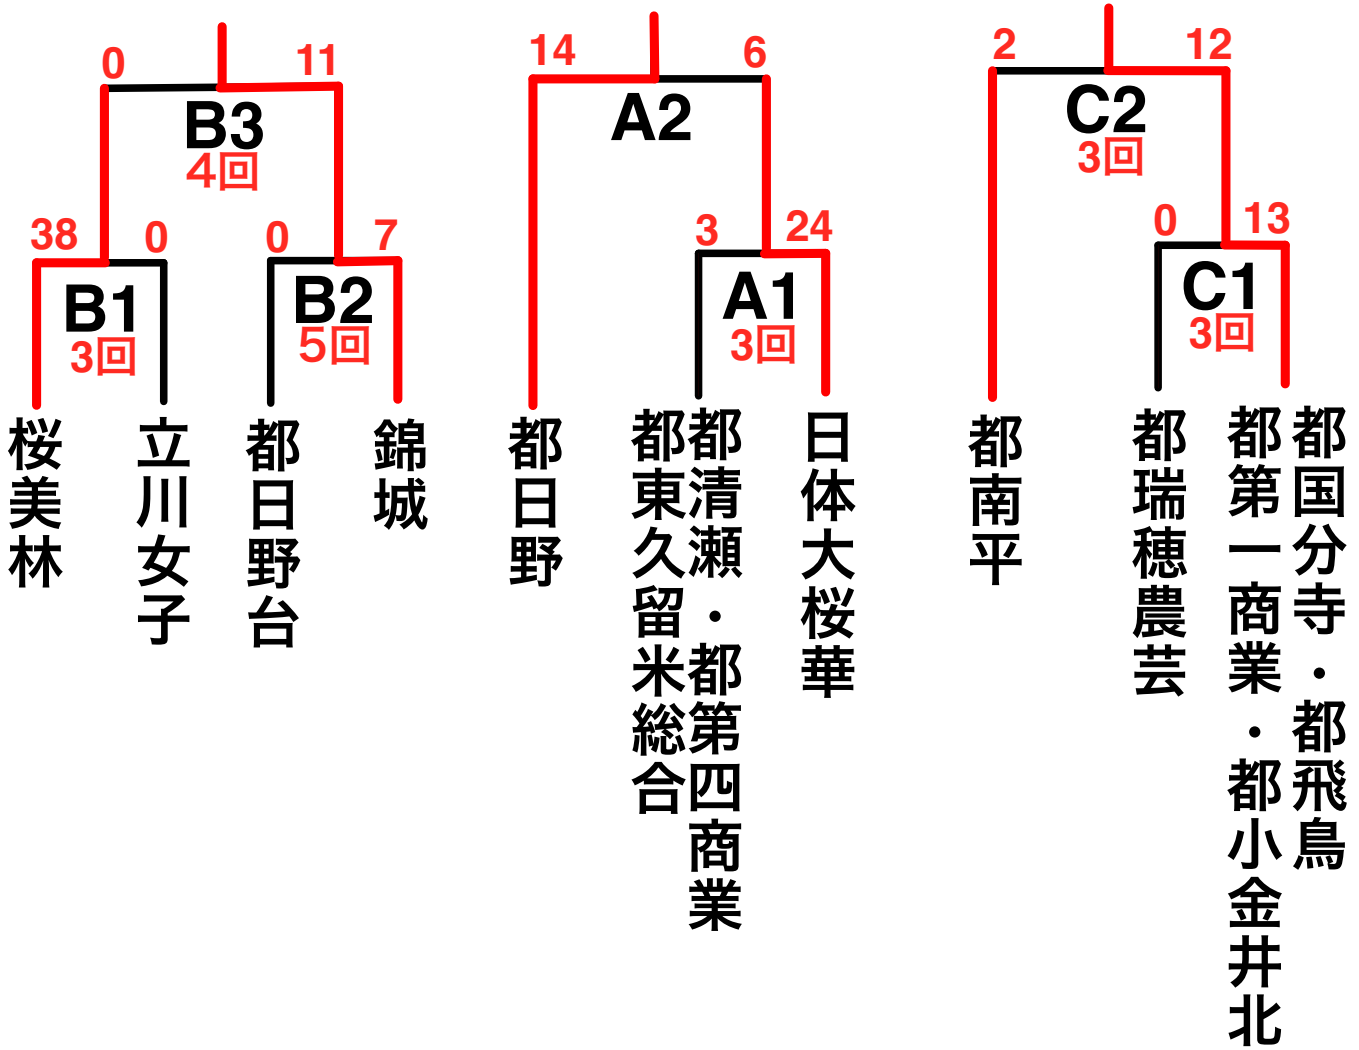 0
11
B3
4回
38
0
B1
3回
0
7
B2
5回
桜美林
立川女子
都日野台
錦城
14
6
A2
3
24
A1
3回
都日野
都清瀬・都第四商業
都東久留米総合
日体大桜華
2
12
C2
3回
0
13
C1
3回
都南平
都瑞穂農芸
都国分寺・都飛鳥
都第一商業・都小金井北